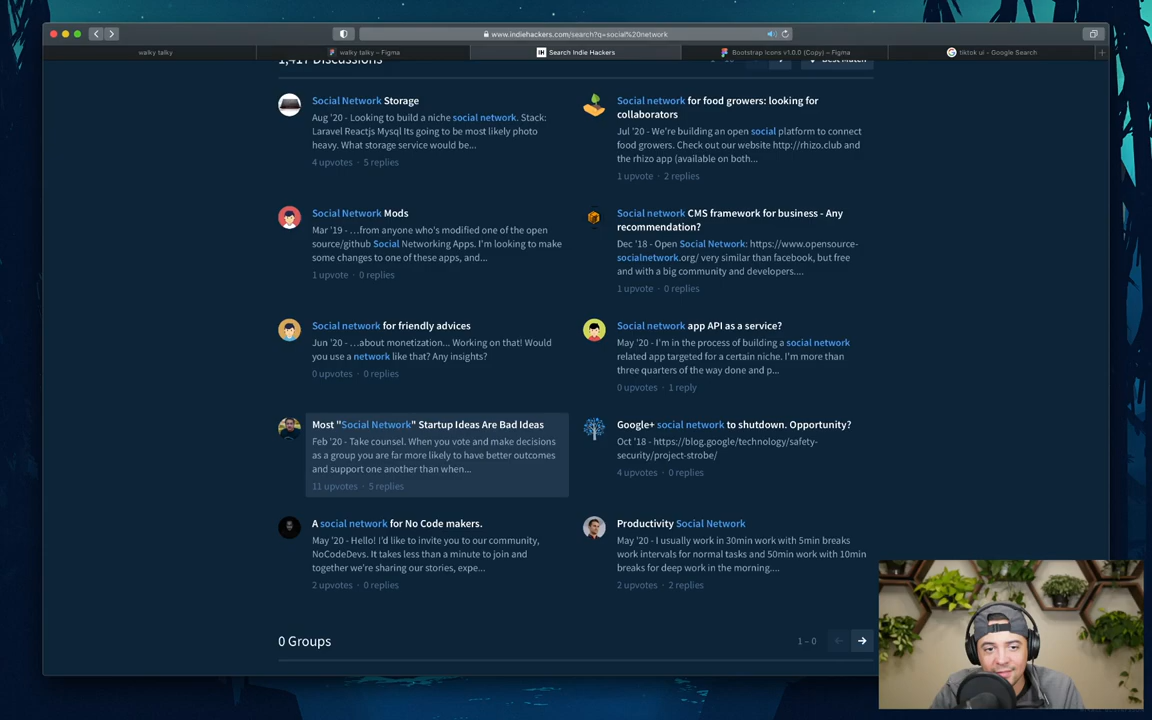 www.indiehackers.com/search?q=social%20network
walky talky
walky talky – Figma
Search Indie Hackers
Bootstrap Icons v1.0.0 (Copy) – Figma
tiktok ui - Google Search
Discussions
Best Match
Social Network Storage
Aug '20 - Looking to build a niche social network. Stack:
Laravel Reactjs Mysql Its going to be most likely photo
heavy. What storage service would be...
4 upvotes · 5 replies
Social network for food growers: looking for
collaborators
Jul '20 - We're building an open social platform to connect
food growers. Check out our website http://rhizo.club and
the rhizo app (available on both...
1 upvote · 2 replies
Social Network Mods
Mar '19 - ...from anyone who's modified one of the open
source/github Social Networking Apps. I'm looking to make
some changes to one of these apps, and...
1 upvote · 0 replies
Social network CMS framework for business - Any
recommendation?
Dec '18 - Open Social Network: https://www.opensource-
socialnetwork.org/ very similar than facebook, but free
and with a big community and developers....
1 upvote · 0 replies
Social network for friendly advices
Jun '20 - ...about monetization... Working on that! Would
you use a network like that? Any insights?
0 upvotes · 0 replies
Social network app API as a service?
May '20 - I'm in the process of building a social network
related app targeted for a certain niche. I'm more than
three quarters of the way done and p...
0 upvotes · 1 reply
Most "Social Network" Startup Ideas Are Bad Ideas
Feb '20 - Take counsel. When you vote and make decisions
as a group you are far more likely to have better outcomes
and support one another than when...
11 upvotes · 5 replies
Google+ social network to shutdown. Opportunity?
Oct '18 - https://blog.google/technology/safety-
security/project-strobe/
4 upvotes · 0 replies
A social network for No Code makers.
May '20 - Hello! I'd like to invite you to our community,
NoCodeDevs. It takes less than a minute to join and
together we're sharing our stories, expe...
2 upvotes · 0 replies
Productivity Social Network
May '20 - I usually work in 30min work with 5min breaks
work intervals for normal tasks and 50min work with 10min
breaks for deep work in the morning....
2 upvotes · 2 replies
0 Groups
1 – 0